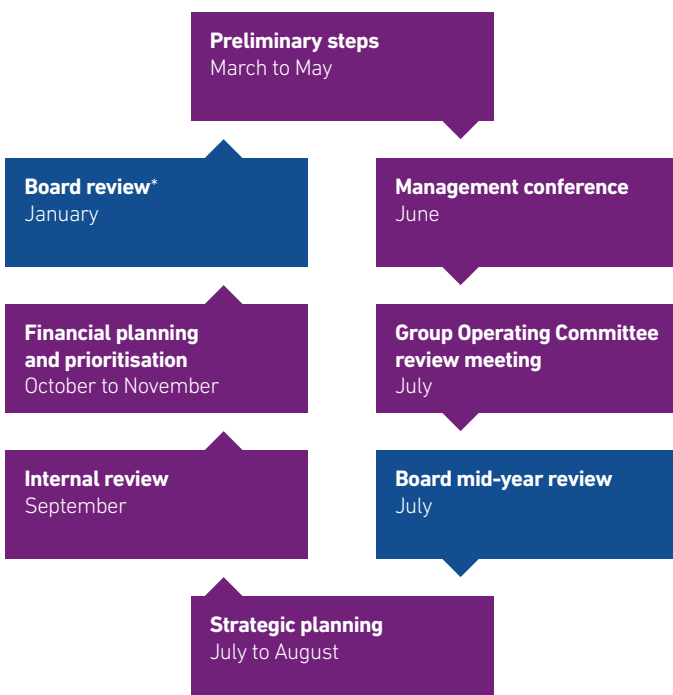 Preliminary steps
March to May
Board review*
January
Management conference
June
Financial planning
and prioritisation
October to November
Group Operating Committee
review meeting
July
Internal review
September
Board mid-year review
July
Strategic planning
July to August